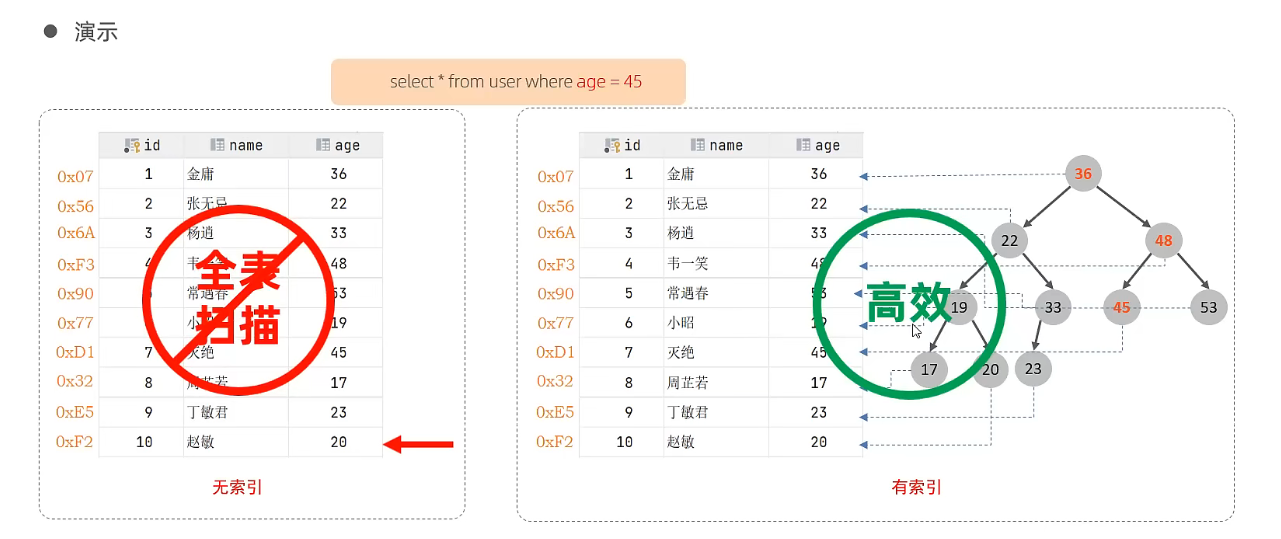 演示
select * from user where age = 45
id name age
0x07 1 金庸 36
0x56 2 张无忌 22
0x6A 3 杨逍 33
0xF3 4 韦一笑 48
0x90 5 常遇春 53
0x77 小昭 19
0xD1 7 灭绝 45
0x32 8 周芷若 17
0xE5 9 丁敏君 23
0xF2 10 赵敏 20
全表
扫描
无索引
id name age
0x07 1 金庸 36
0x56 2 张无忌 22
0x6A 3 杨逍 33
0xF3 4 韦一笑 48
0x90 5 常遇春 53
0x77 6 小昭 19
0xD1 7 灭绝 45
0x32 8 周芷若 17
0xE5 9 丁敏君 23
0xF2 10 赵敏 20
高效
36
22 48
19 33 45 53
17 20 23
有索引